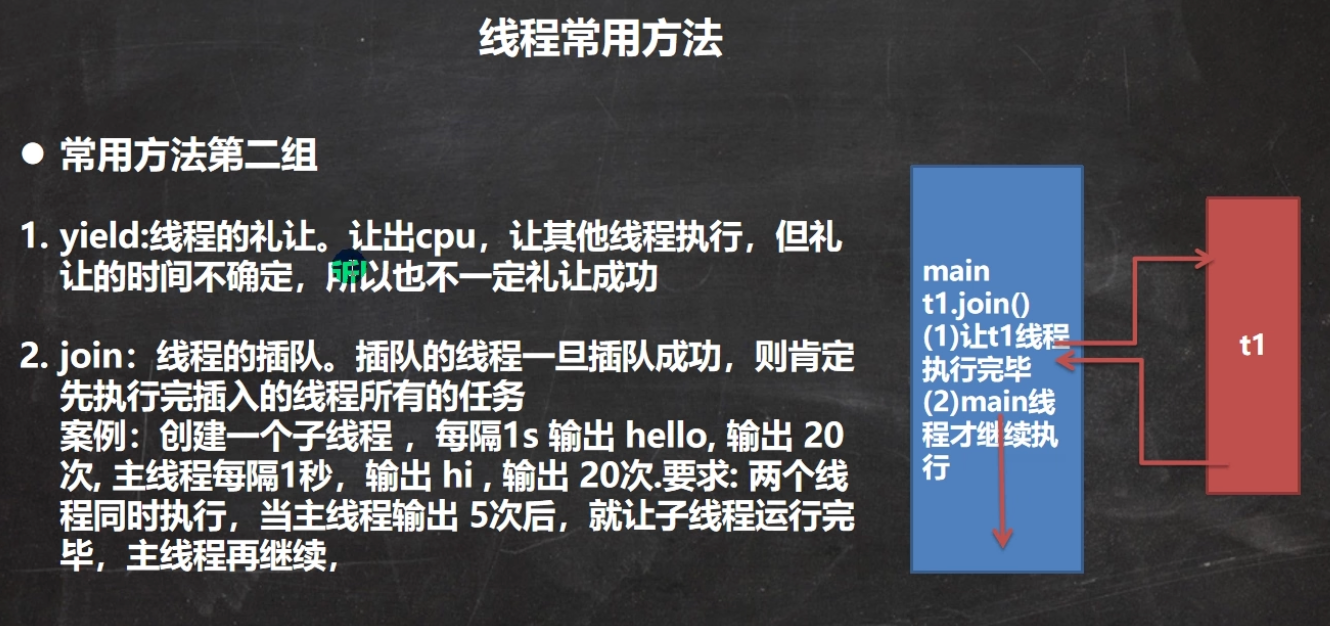 线程常用方法
● 常用方法第二组
1. yield:线程的礼让。让出cpu，让其他线程执行，但礼
让的时间不确定，所以也不一定礼让成功
2. join：线程的插队。插队的线程一旦插队成功，则肯定
先执行完插入的线程所有的任务
案例：创建一个子线程 ，每隔1s 输出 hello, 输出 20
次, 主线程每隔1秒，输出 hi , 输出 20次.要求: 两个线
程同时执行，当主线程输出 5次后，就让子线程运行完
毕，主线程再继续,
main
t1.join()
(1)让t1线程
执行完毕
(2)main线
程才继续执
行
t1